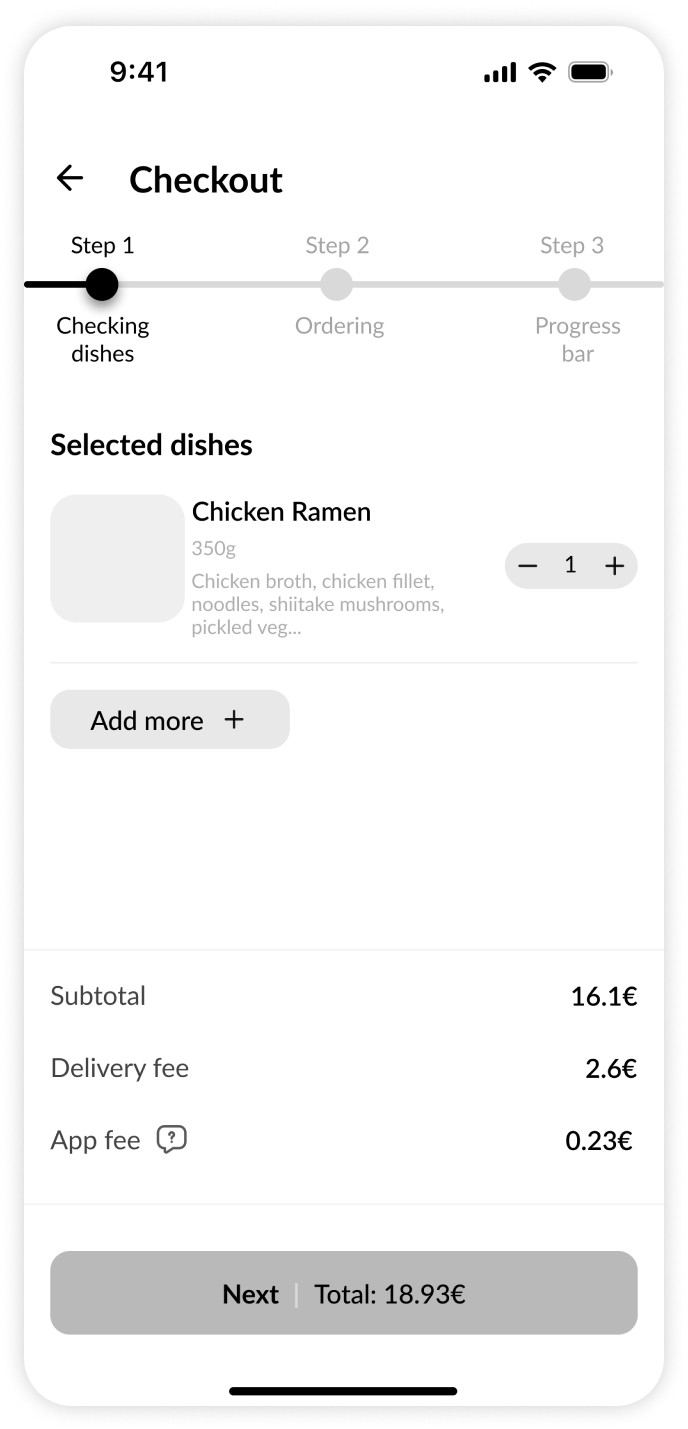 9:41
Checkout
Step 1
Step 2
Step 3
Checking
dishes
Ordering
Progress
bar
Selected dishes
Chicken Ramen
350g
Chicken broth, chicken fillet,
noodles, shiitake mushrooms,
pickled veg...
− 1 +
Add more +
Subtotal 16.1€
Delivery fee 2.6€
App fee ? 0.23€
Next | Total: 18.93€